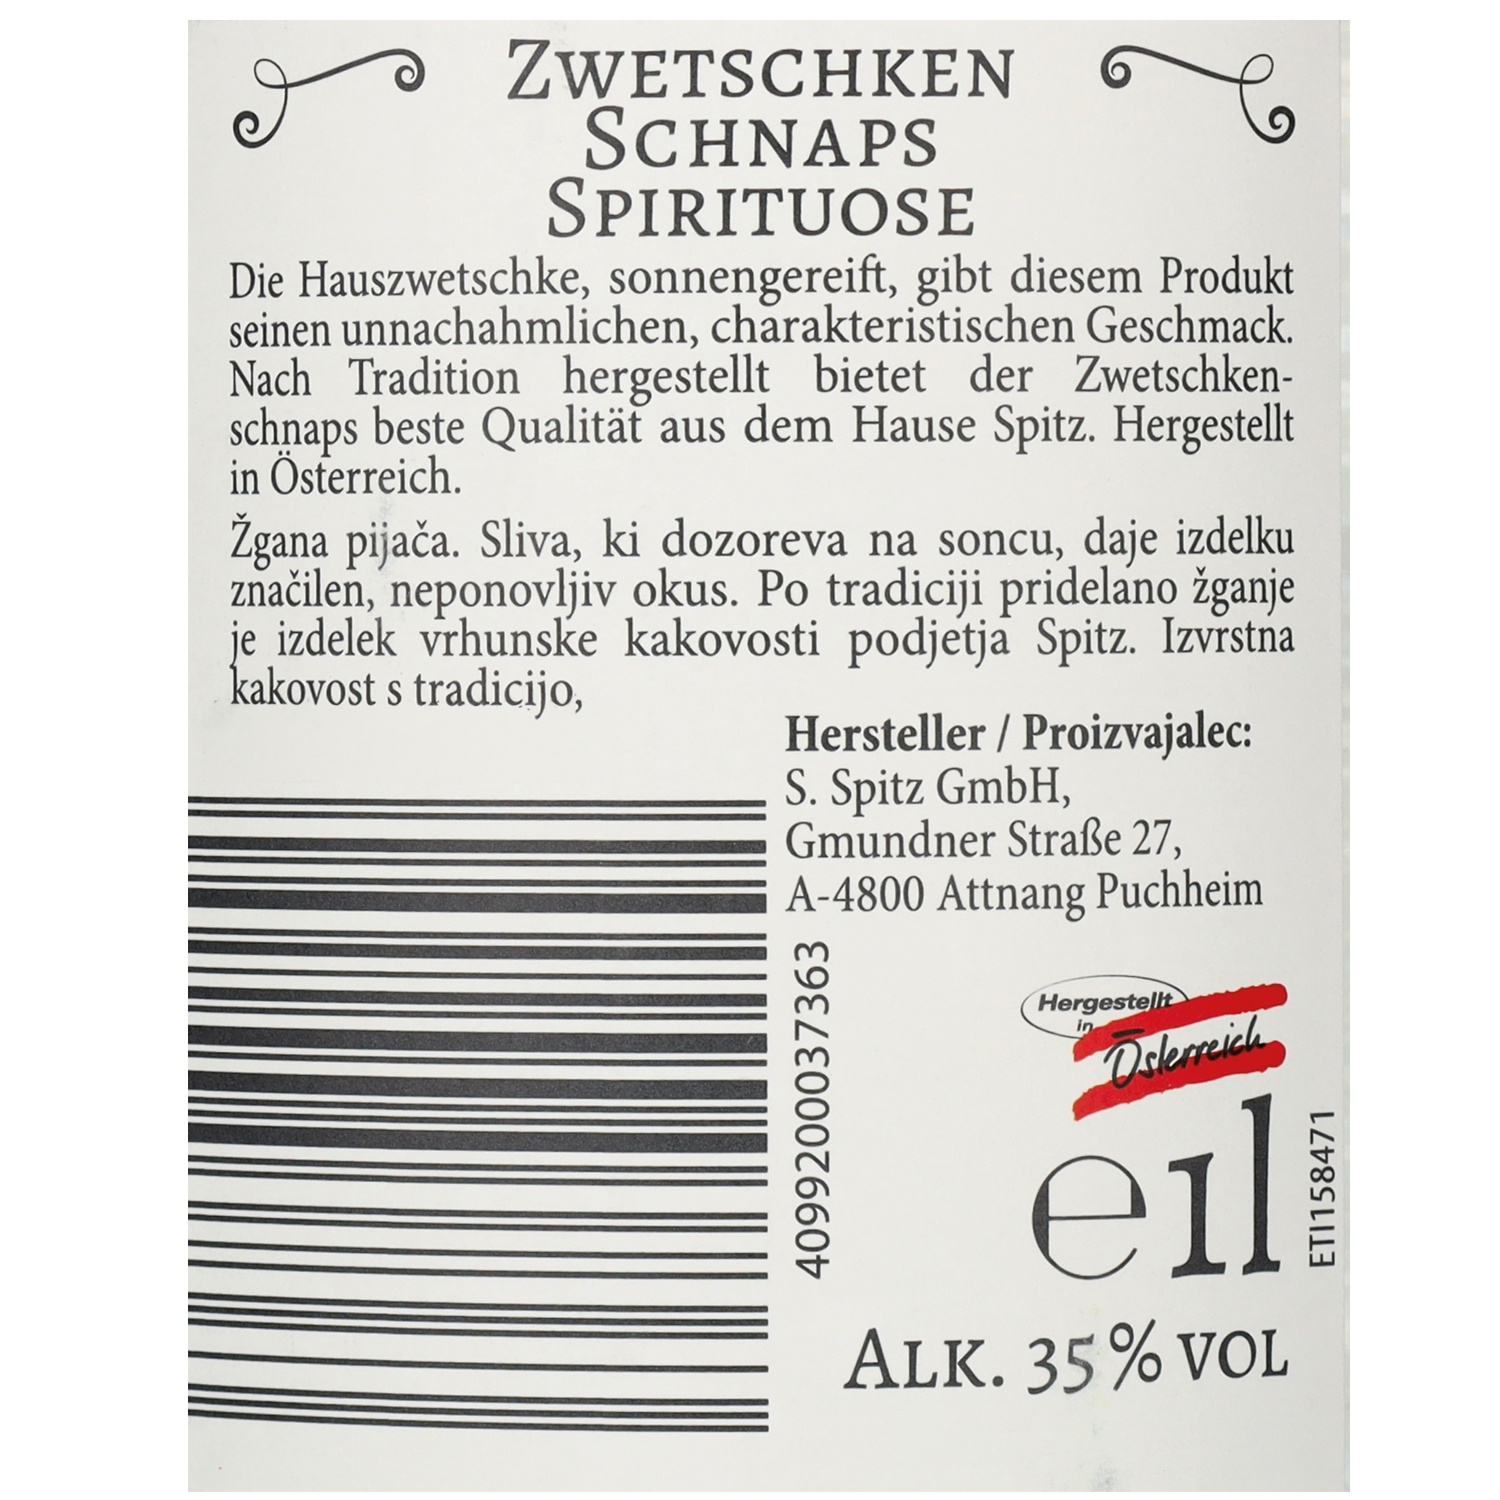 ZWETSCHKEN
SCHNAPS
SPIRITUOSE
Die Hauszwetschke, sonnengereift, gibt diesem Produkt
seinen unnachahmlichen, charakteristischen Geschmack.
Nach Tradition hergestellt bietet der Zwetschken-
schnaps beste Qualität aus dem Hause Spitz. Hergestellt
in Österreich.
Žgana pijača. Sliva, ki dozoreva na soncu, daje izdelku
značilen, neponovljiv okus. Po tradiciji pridelano žganje
je izdelek vrhunske kakovosti podjetja Spitz. Izvrstna
kakovost s tradicijo,
Hersteller / Proizvajalec:
S. Spitz GmbH,
Gmundner Straße 27,
A-4800 Attnang Puchheim
4099200037363
Hergestellt
in
Österreich
e 1l
ETI158471
ALK. 35% VOL